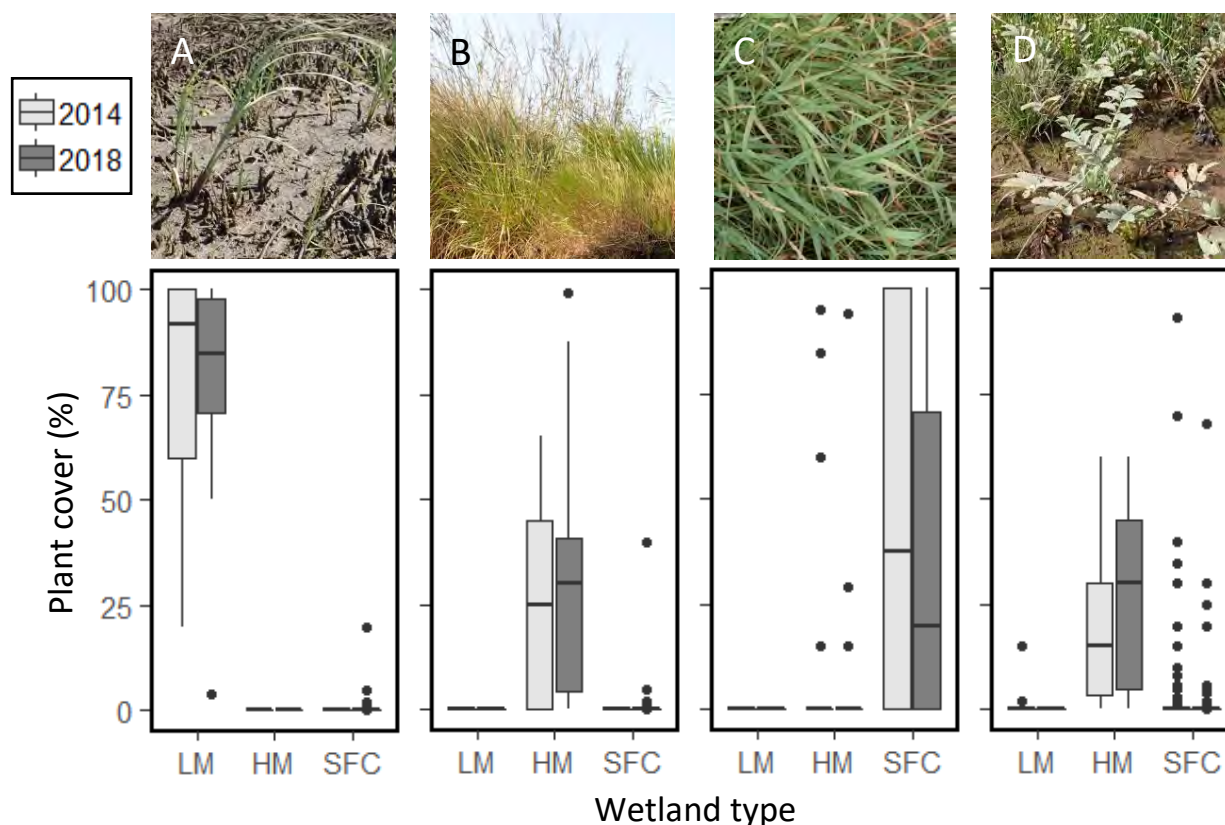 2014
2018
A
B
C
D
Plant cover (%)
100
75
50
25
0
LM HM SFC
LM HM SFC
LM HM SFC
LM HM SFC
Wetland type